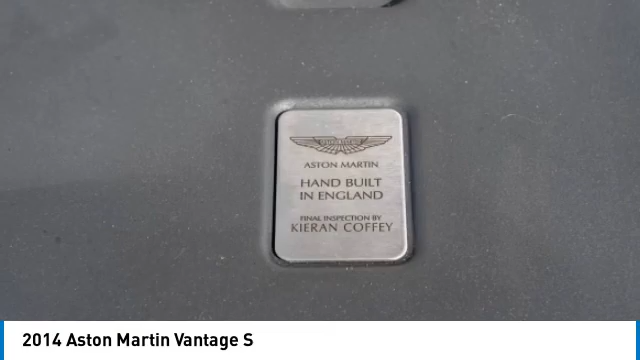 ASTON MARTIN
HAND BUILT
IN ENGLAND
FINAL INSPECTION BY
KIERAN COFFEY
2014 Aston Martin Vantage S